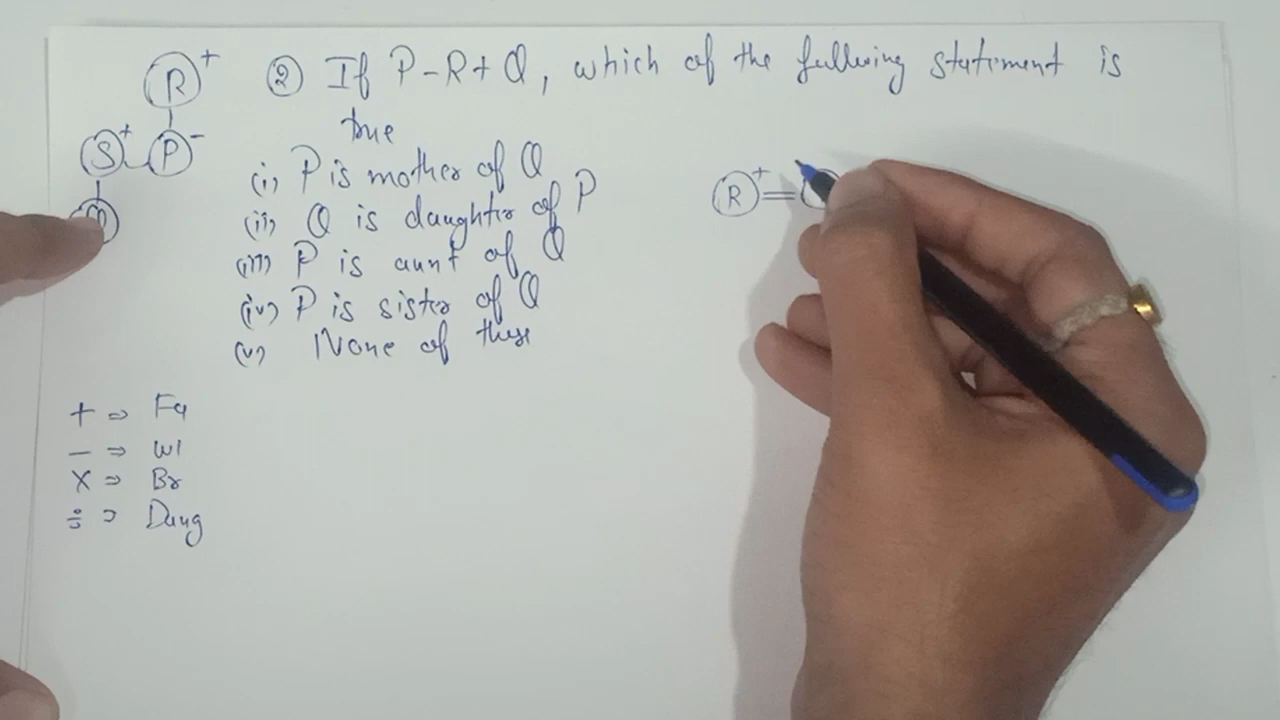 R +
S + P -
② If P - R + Q, which of the fullwing statement is
true
(i) P is mother of Q
(ii) Q is daughter of P
(iii) P is aunt of Q
(iv) P is sister of Q
(v) None of these
R + =
+ ⇒ Fa
- ⇒ Wi
× ⇒ Br
÷ ⇒ Daug